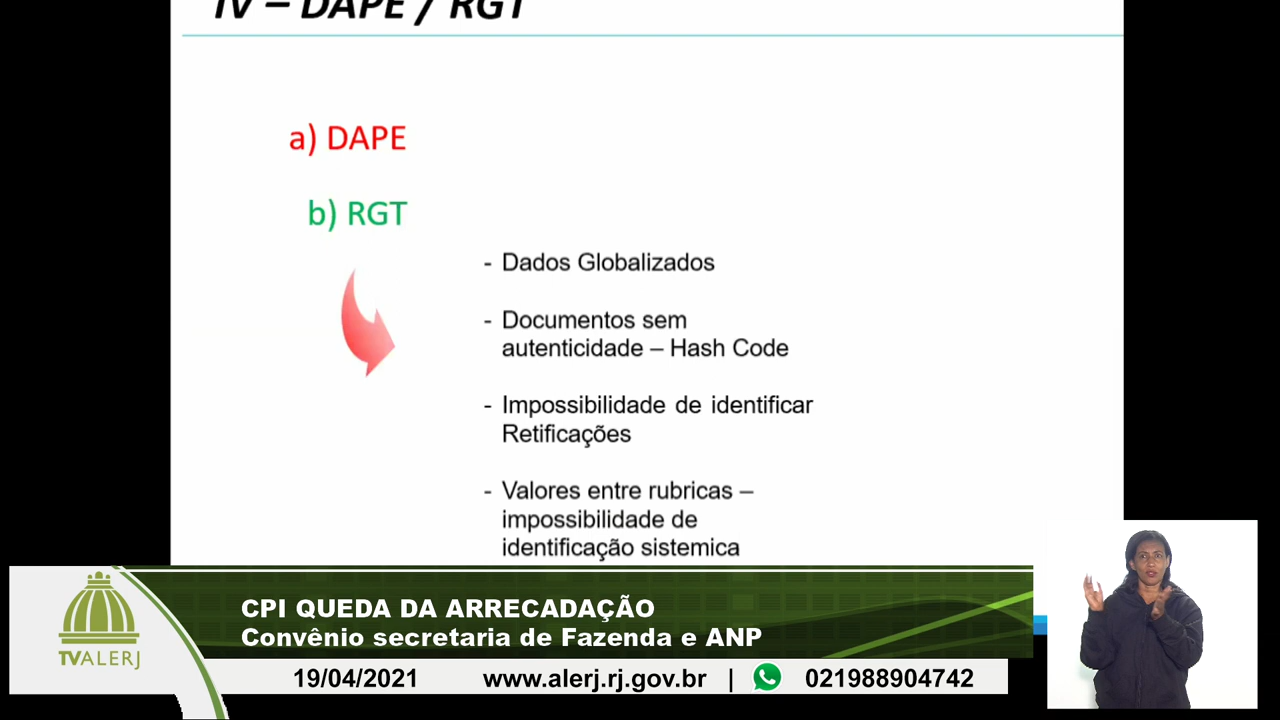 IV – DAPE / RGT
a) DAPE
b) RGT
- Dados Globalizados
- Documentos sem
autenticidade – Hash Code
- Impossibilidade de identificar
Retificações
- Valores entre rubricas –
impossibilidade de
identificação sistemica
CPI QUEDA DA ARRECADAÇÃO
Convênio secretaria de Fazenda e ANP
TVALERJ
19/04/2021 www.alerj.rj.gov.br | 021988904742